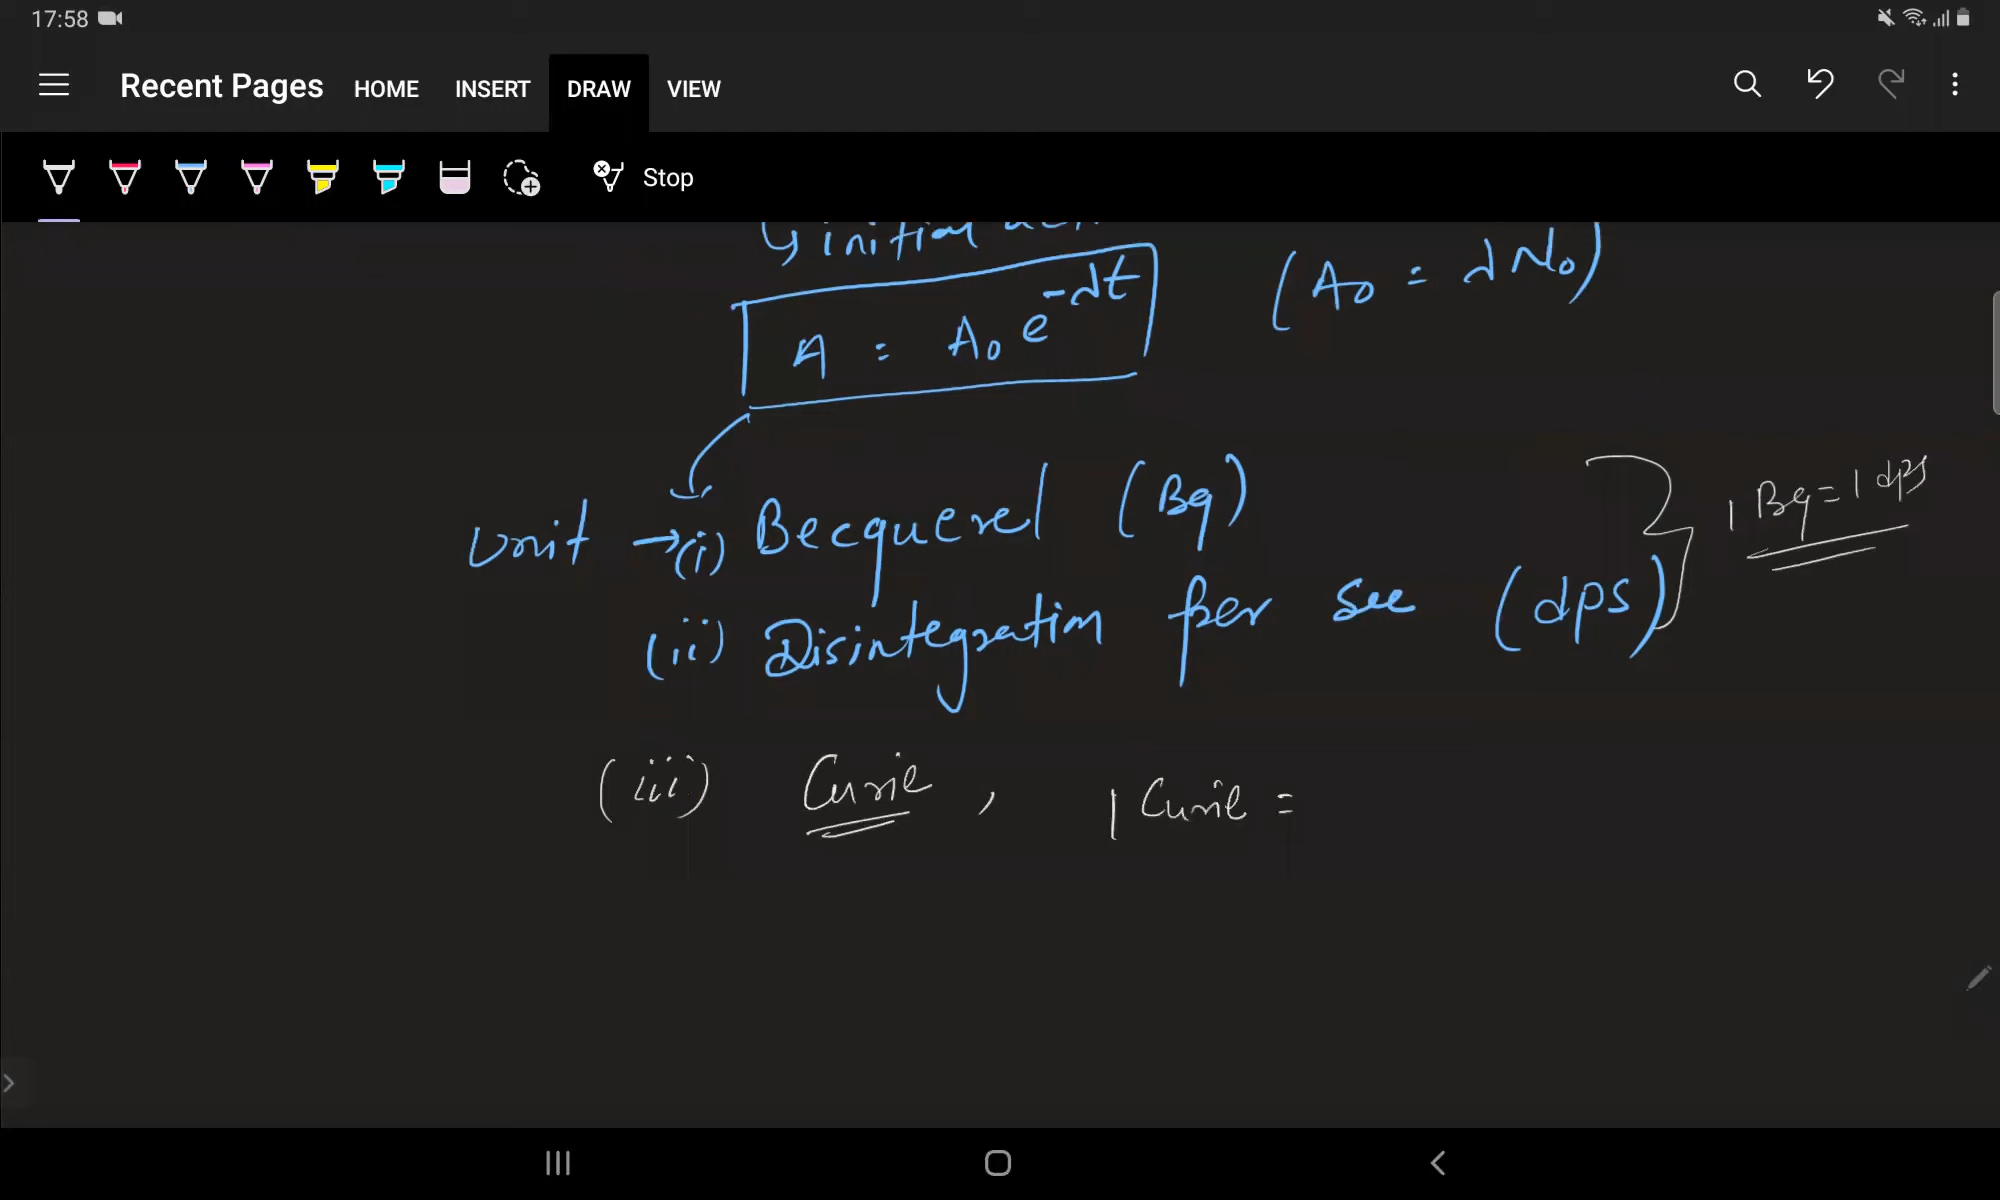 17:58
Recent Pages HOME INSERT DRAW VIEW
Stop
↳ initial
A = A₀ e^{-λt} (A₀ = λN₀)
Unit → (i) Becquerel (Bq)
1 Bq = 1 dps
(ii) Disintegration per sec (dps)
(iii) Curie , 1 Curie =